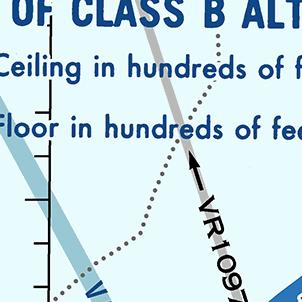 OF CLASS B ALT
Ceiling in hundreds of f
Floor in hundreds of fee
VR1097
V